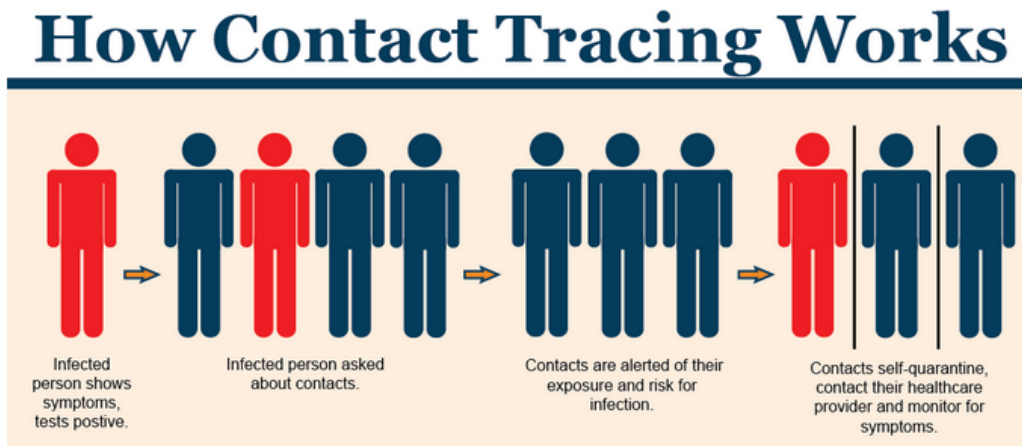 How Contact Tracing Works
Infected
person shows
symptoms,
tests postive.
Infected person asked
about contacts.
Contacts are alerted of their
exposure and risk for
infection.
Contacts self-quarantine,
contact their healthcare
provider and monitor for
symptoms.